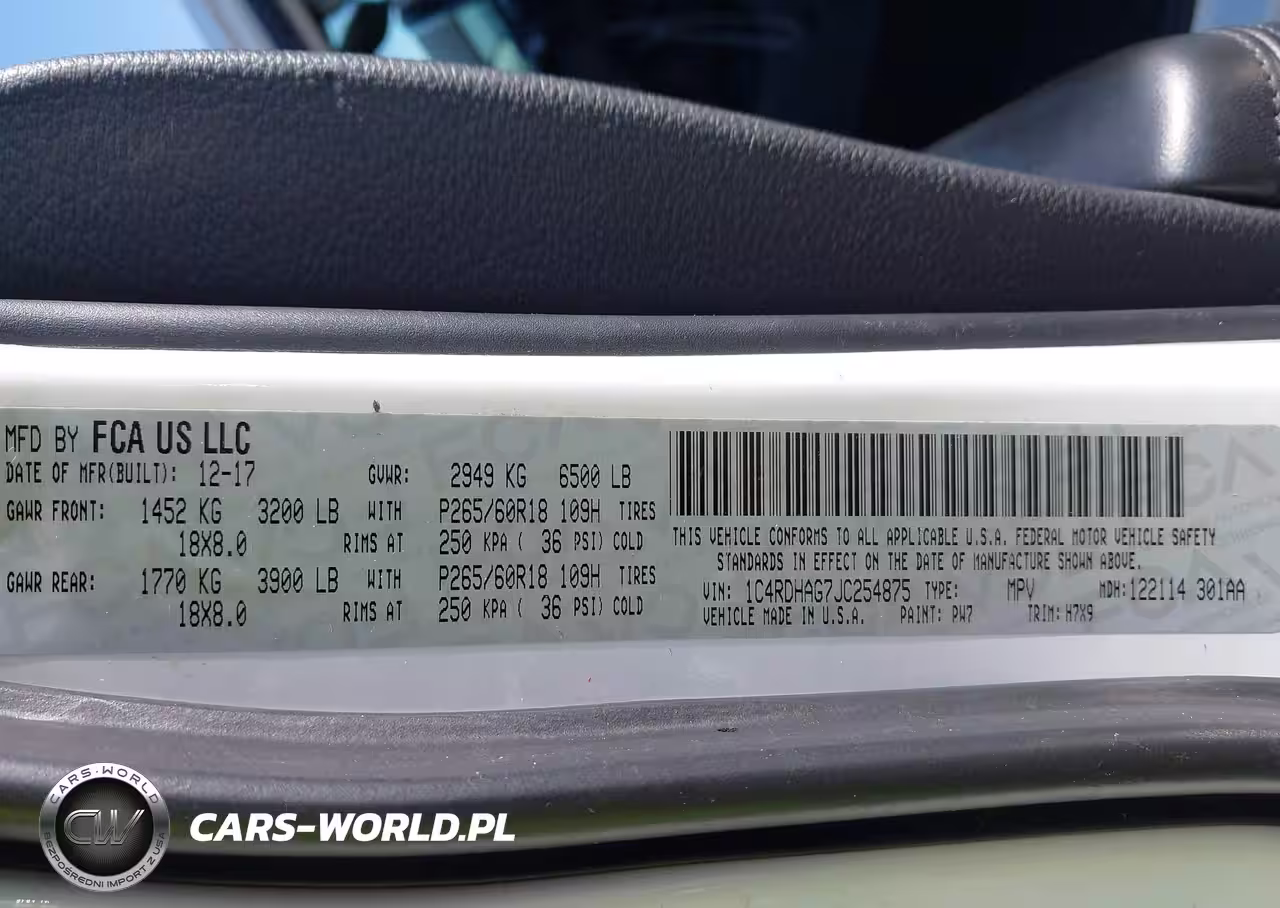 MFD BY FCA US LLC
DATE OF MFR(BUILT): 12-17 GVWR: 2949 KG 6500 LB
GAWR FRONT: 1452 KG 3200 LB WITH P265/60R18 109H TIRES
18X8.0 RIMS AT 250 KPA ( 36 PSI) COLD
GAWR REAR: 1770 KG 3900 LB WITH P265/60R18 109H TIRES
18X8.0 RIMS AT 250 KPA ( 36 PSI) COLD
THIS VEHICLE CONFORMS TO ALL APPLICABLE U.S.A. FEDERAL MOTOR VEHICLE SAFETY
STANDARDS IN EFFECT ON THE DATE OF MANUFACTURE SHOWN ABOVE.
VIN: 1C4RDHAG7JC254875 TYPE: MPV MDH:122114 301AA
VEHICLE MADE IN U.S.A. PAINT: PW7 TRIM: H7X9
CARS-WORLD
CW
BEZPOŚREDNI IMPORT Z USA
CARS-WORLD.PL